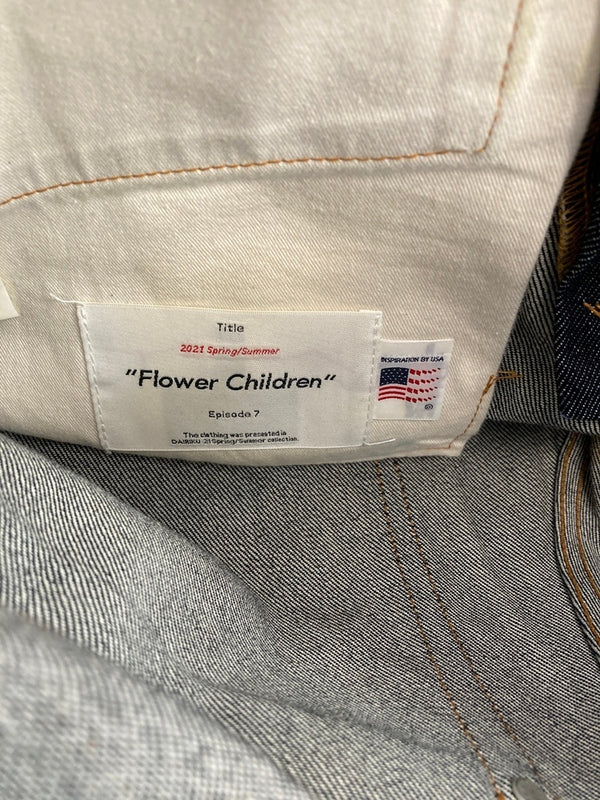 Title
2021 Spring/Summer
"Flower Children"
Episode 7
The clothing was presented in
DAIRIKU 21 Spring/Summer collection.
INSPIRATION BY USA
®